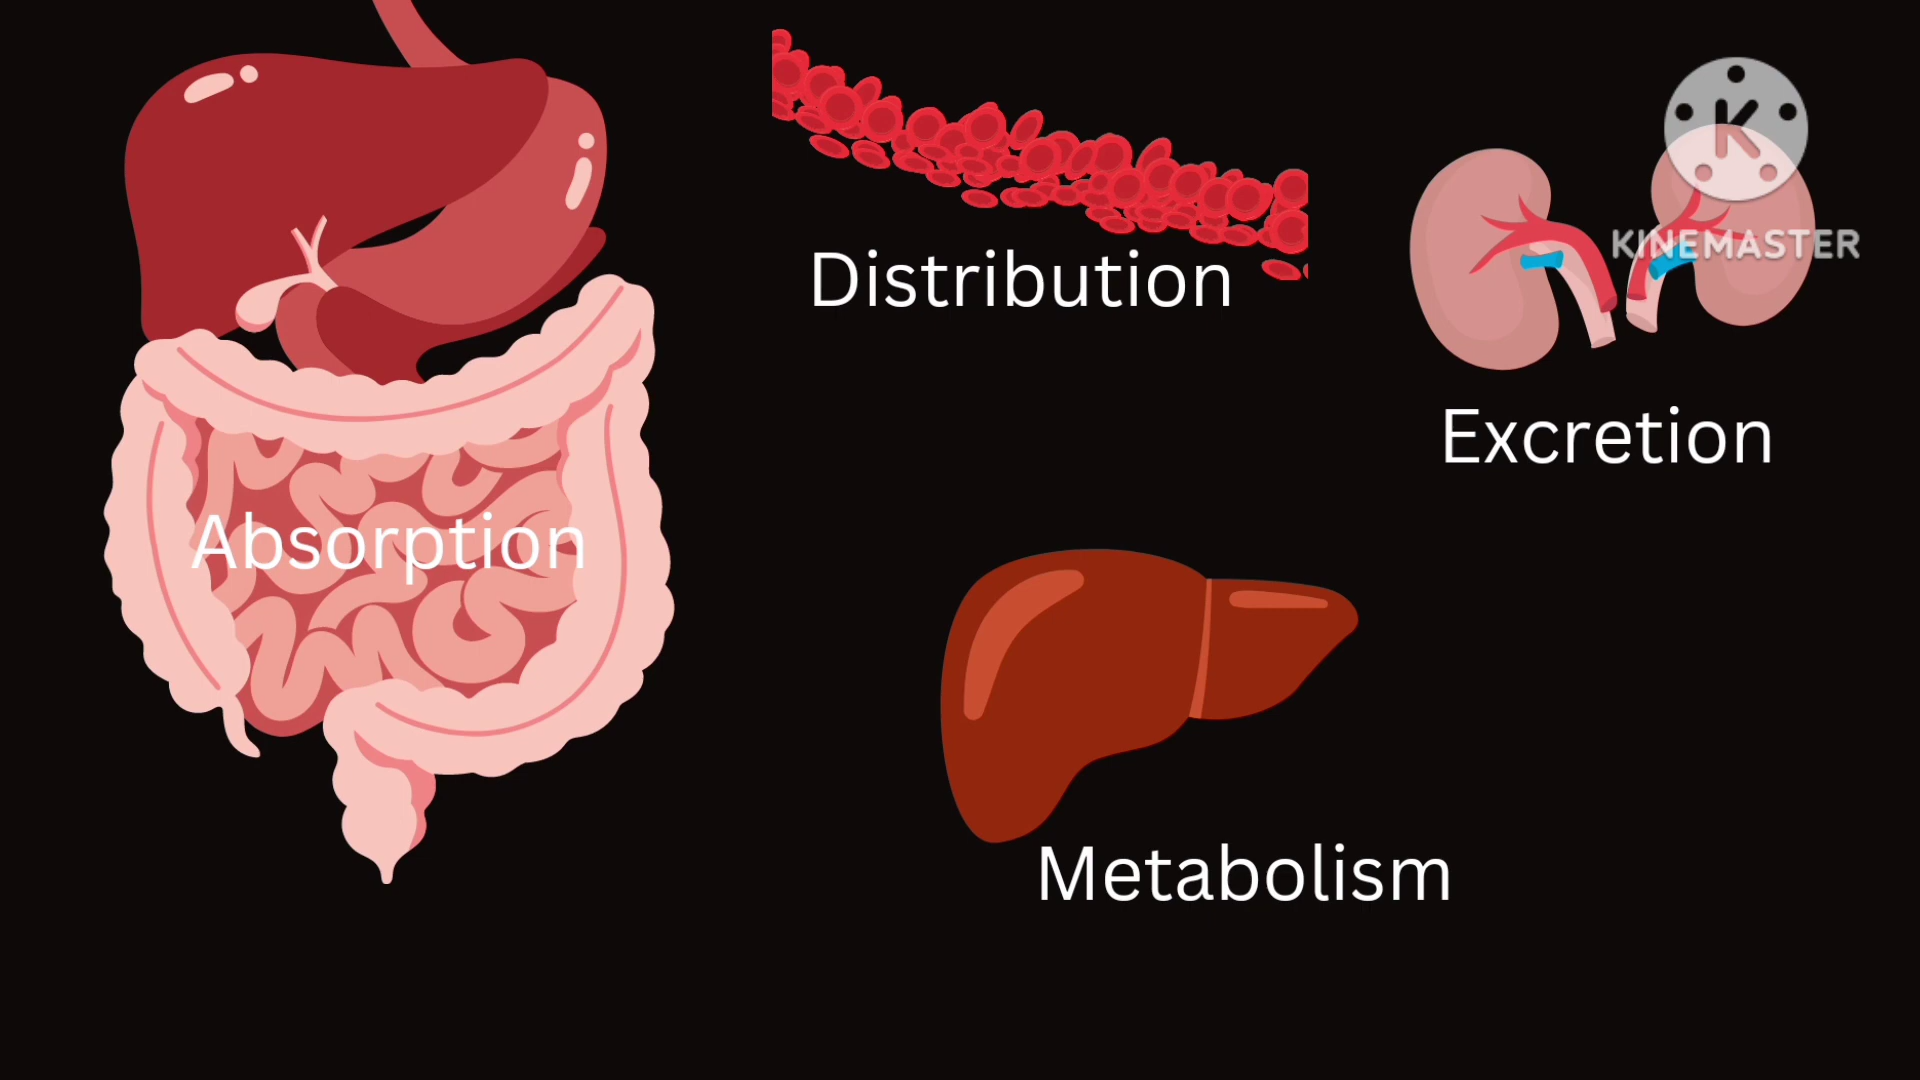 K
KINEMASTER
Distribution
Excretion
Absorption
Metabolism